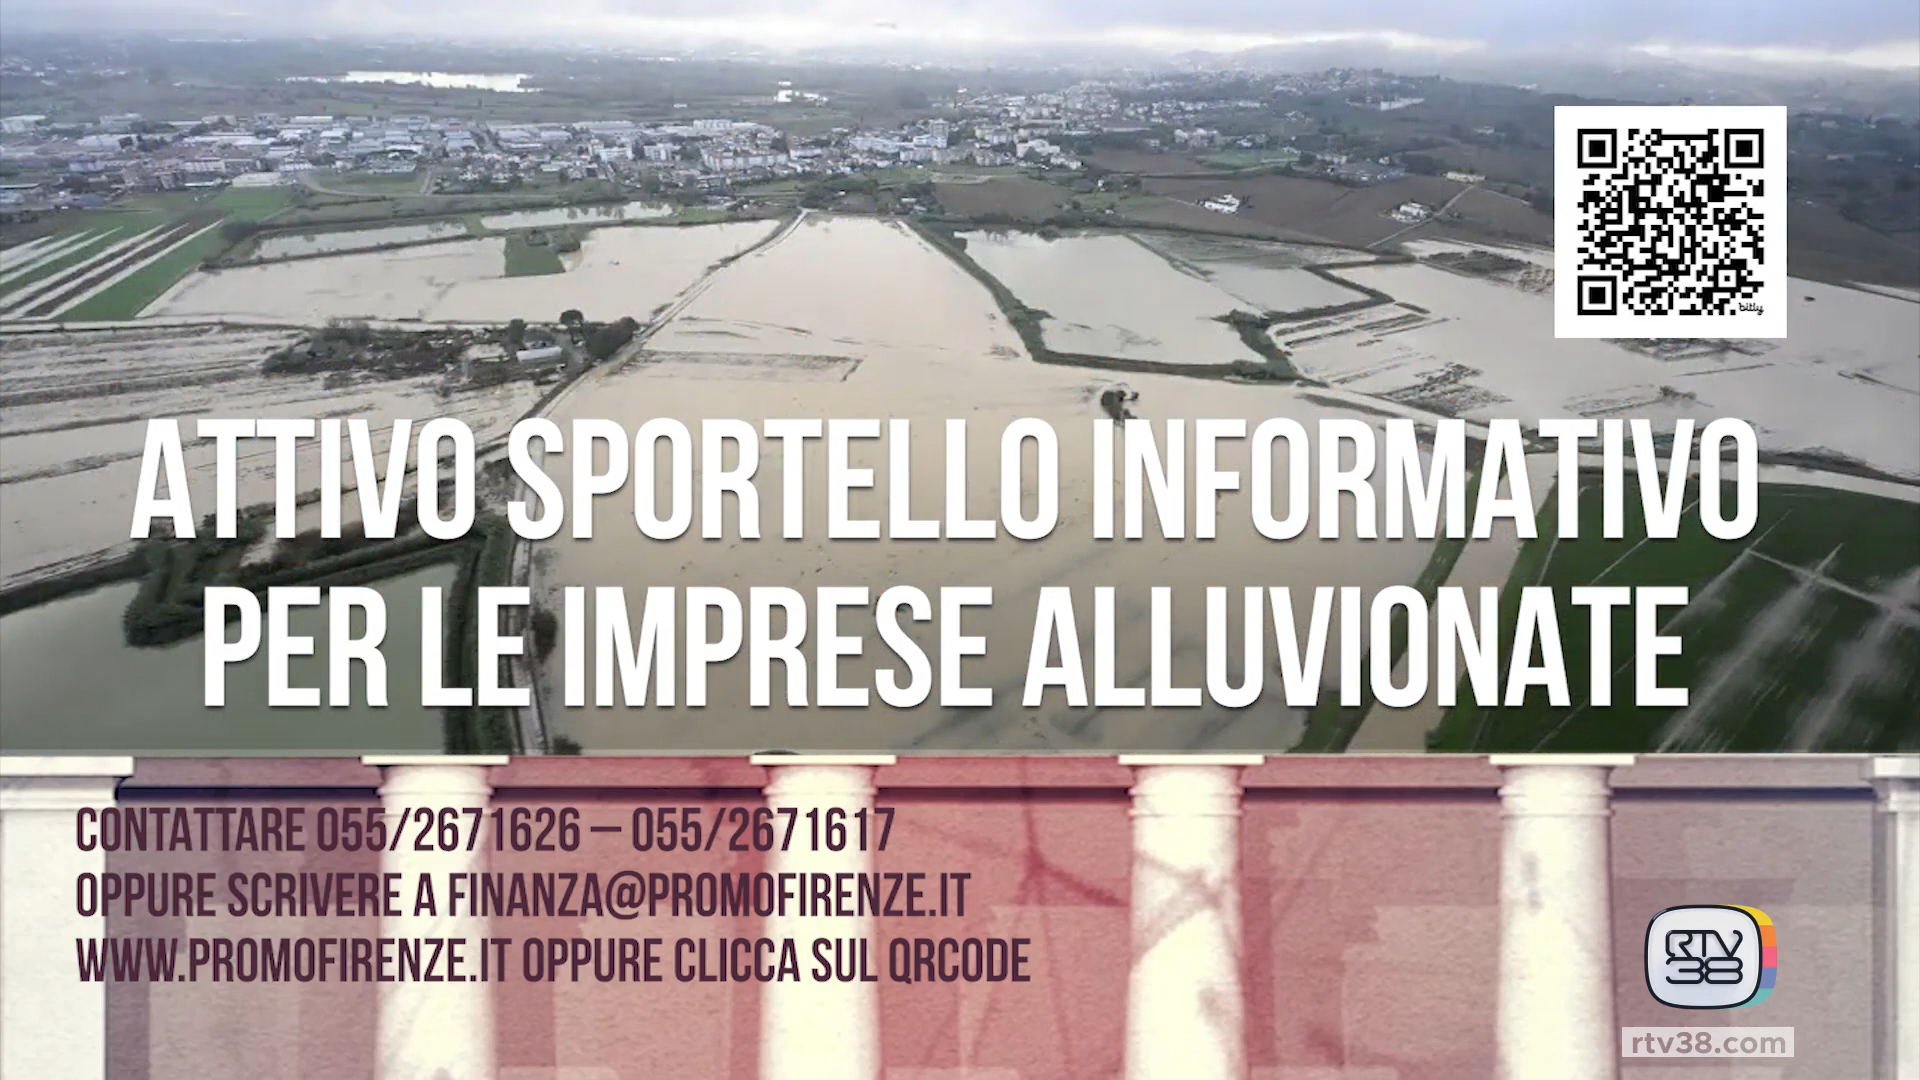 bitly
ATTIVO SPORTELLO INFORMATIVO
PER LE IMPRESE ALLUVIONATE
CONTATTARE 055/2671626 – 055/2671617
OPPURE SCRIVERE A FINANZA@PROMOFIRENZE.IT
WWW.PROMOFIRENZE.IT OPPURE CLICCA SUL QRCODE
RTV
38
rtv38.com